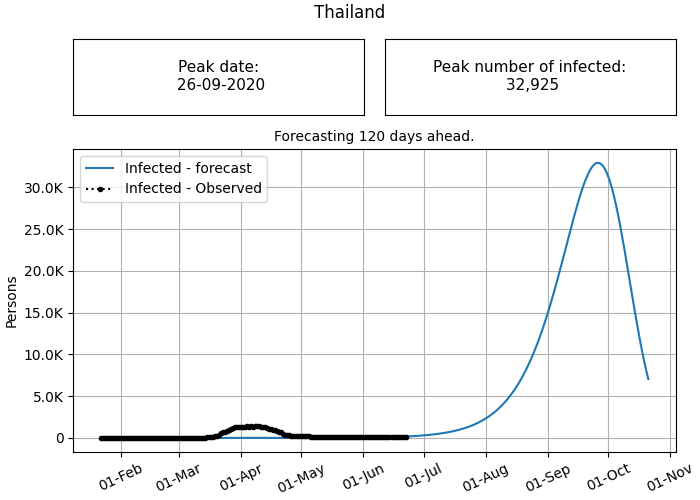 Thailand
Peak date:
26-09-2020
Peak number of infected:
32,925
Forecasting 120 days ahead.
Infected - forecast
Infected - Observed
Persons
30.0K
25.0K
20.0K
15.0K
10.0K
5.0K
0
01-Feb
01-Mar
01-Apr
01-May
01-Jun
01-Jul
01-Aug
01-Sep
01-Oct
01-Nov